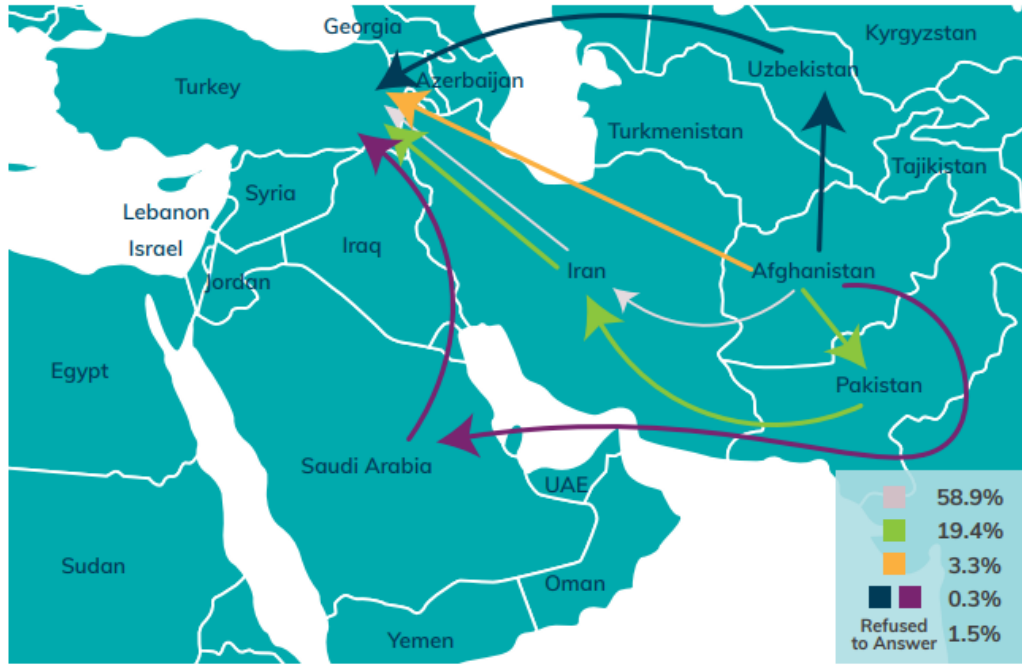 Georgia
Kyrgyzstan
Uzbekistan
Azerbaijan
Turkey
Turkmenistan
Tajikistan
Syria
Lebanon
Iraq
Israel
Iran
Afghanistan
Jordan
Egypt
Pakistan
Saudi Arabia
UAE
58.9%
19.4%
Sudan
3.3%
Oman
0.3%
Refused
to Answer
1.5%
Yemen